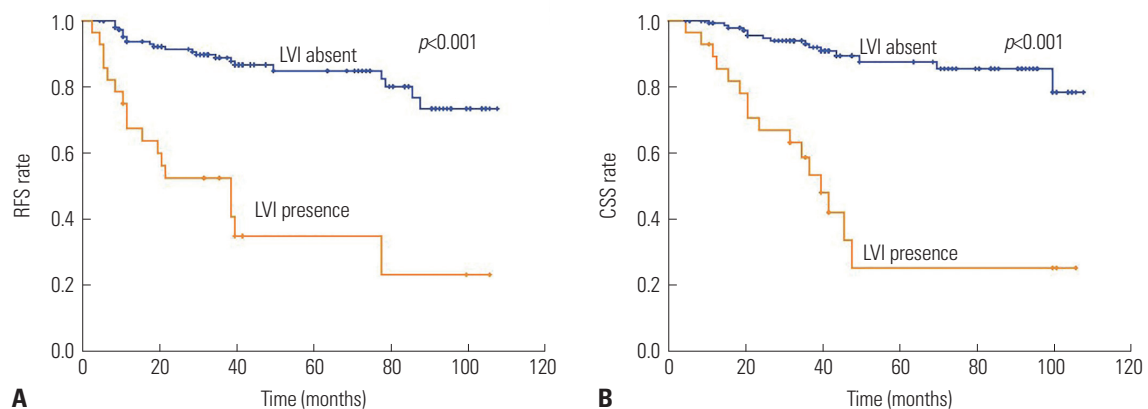 1.0
0.8
0.6
0.4
0.2
0.0
RFS rate
LVI absent
p<0.001
LVI presence
0 20 40 60 80 100 120
Time (months)
A
1.0
0.8
0.6
0.4
0.2
0.0
CSS rate
LVI absent
p<0.001
LVI presence
0 20 40 60 80 100 120
Time (months)
B